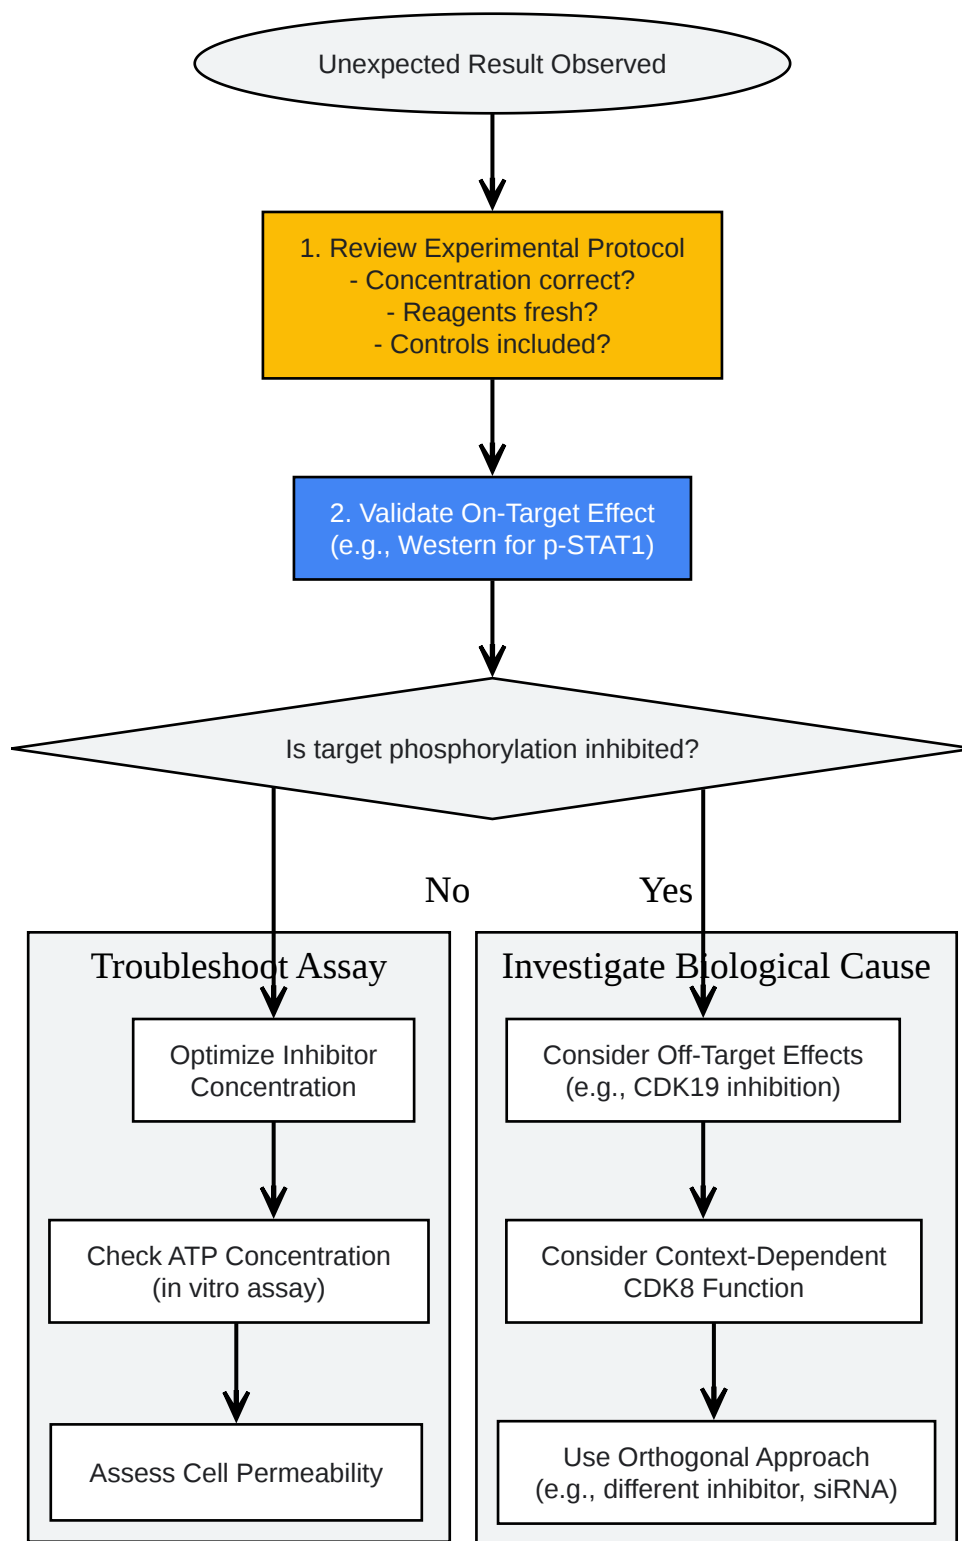 Unexpected Result Observed
1. Review Experimental Protocol
- Concentration correct?
- Reagents fresh?
- Controls included?
2. Validate On-Target Effect
(e.g., Western for p-STAT1)
Is target phosphorylation inhibited?
No
Yes
Troubleshoot Assay
Optimize Inhibitor
Concentration
Check ATP Concentration
(in vitro assay)
Assess Cell Permeability
Investigate Biological Cause
Consider Off-Target Effects
(e.g., CDK19 inhibition)
Consider Context-Dependent
CDK8 Function
Use Orthogonal Approach
(e.g., different inhibitor, siRNA)